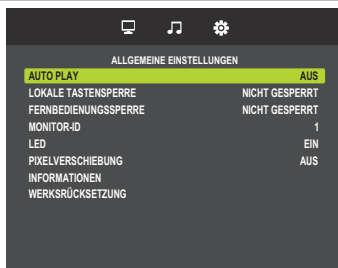 ALLGEMEINE EINSTELLUNGEN
AUTO PLAY AUS
LOKALE TASTENSPERRE NICHT GESPERRT
FERNBEDIENUNGSSPERRE NICHT GESPERRT
MONITOR-ID 1
LED EIN
PIXELVERSCHIEBUNG AUS
INFORMATIONEN
WERKSRÜCKSETZUNG